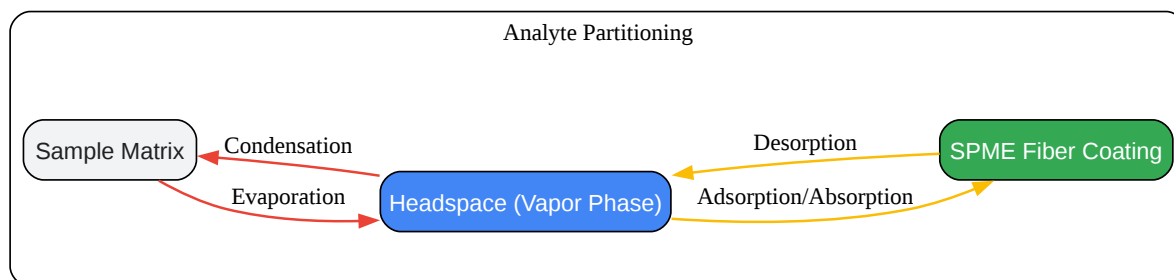 Analyte Partitioning
Sample Matrix
Condensation
Evaporation
Headspace (Vapor Phase)
Desorption
Adsorption/Absorption
SPME Fiber Coating